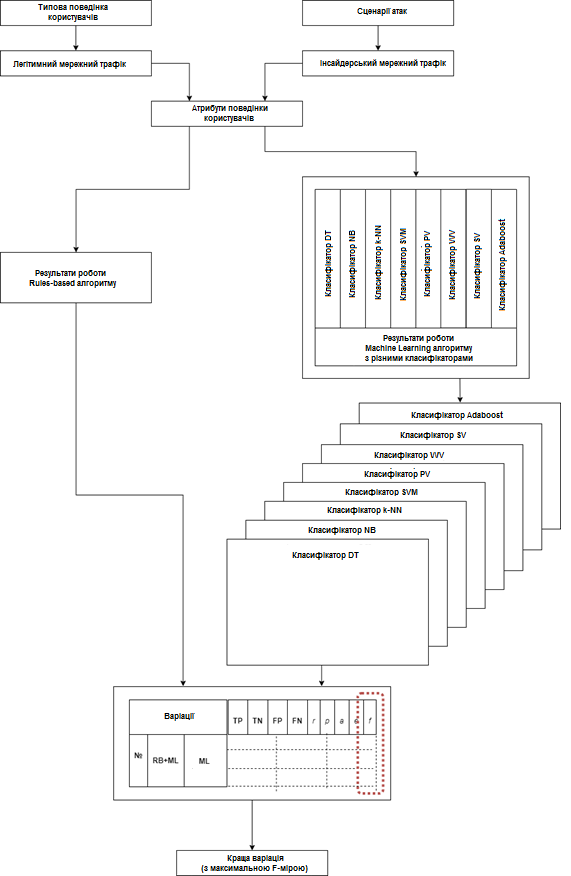 Типова поведінка
користувачів
Сценарії атак
Легітимний мережний трафік
Інсайдерський мережний трафік
Атрибути поведінки
користувачів
Результати роботи
Rules-based алгоритму
Класифікатор DT
Класифікатор NB
Класифікатор k-NN
Класифікатор SVM
Класифікатор PV
Класифікатор WV
Класифікатор SV
Класифікатор Adaboost
Результати роботи
Machine Learning алгоритму
з різними класифікаторами
Класифікатор Adaboost
Класифікатор SV
Класифікатор WV
Класифікатор PV
Класифікатор SVM
Класифікатор k-NN
Класифікатор NB
Класифікатор DT
Варіації TP TN FP FN r p a e f
№ RB+ML ML
Краща варіація
(з максимальною F-мірою)